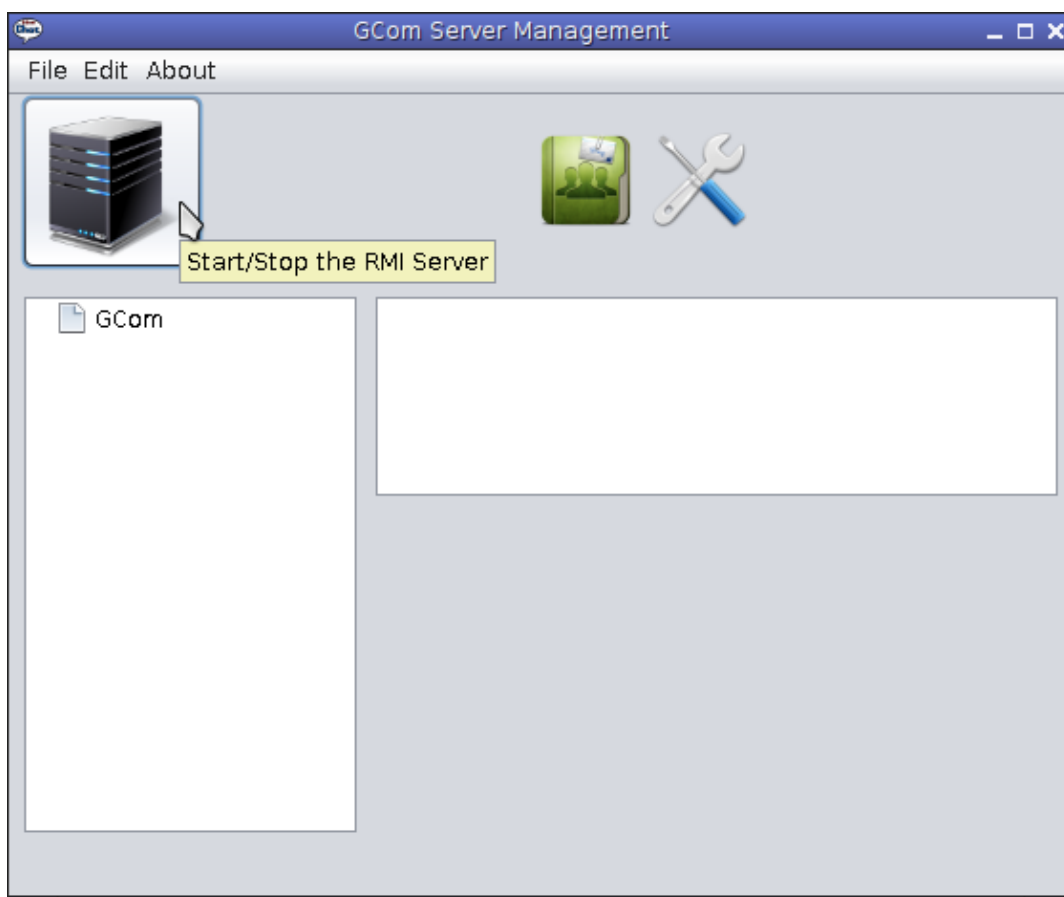 GCom Server Management
File Edit About
Start/Stop the RMI Server
GCom